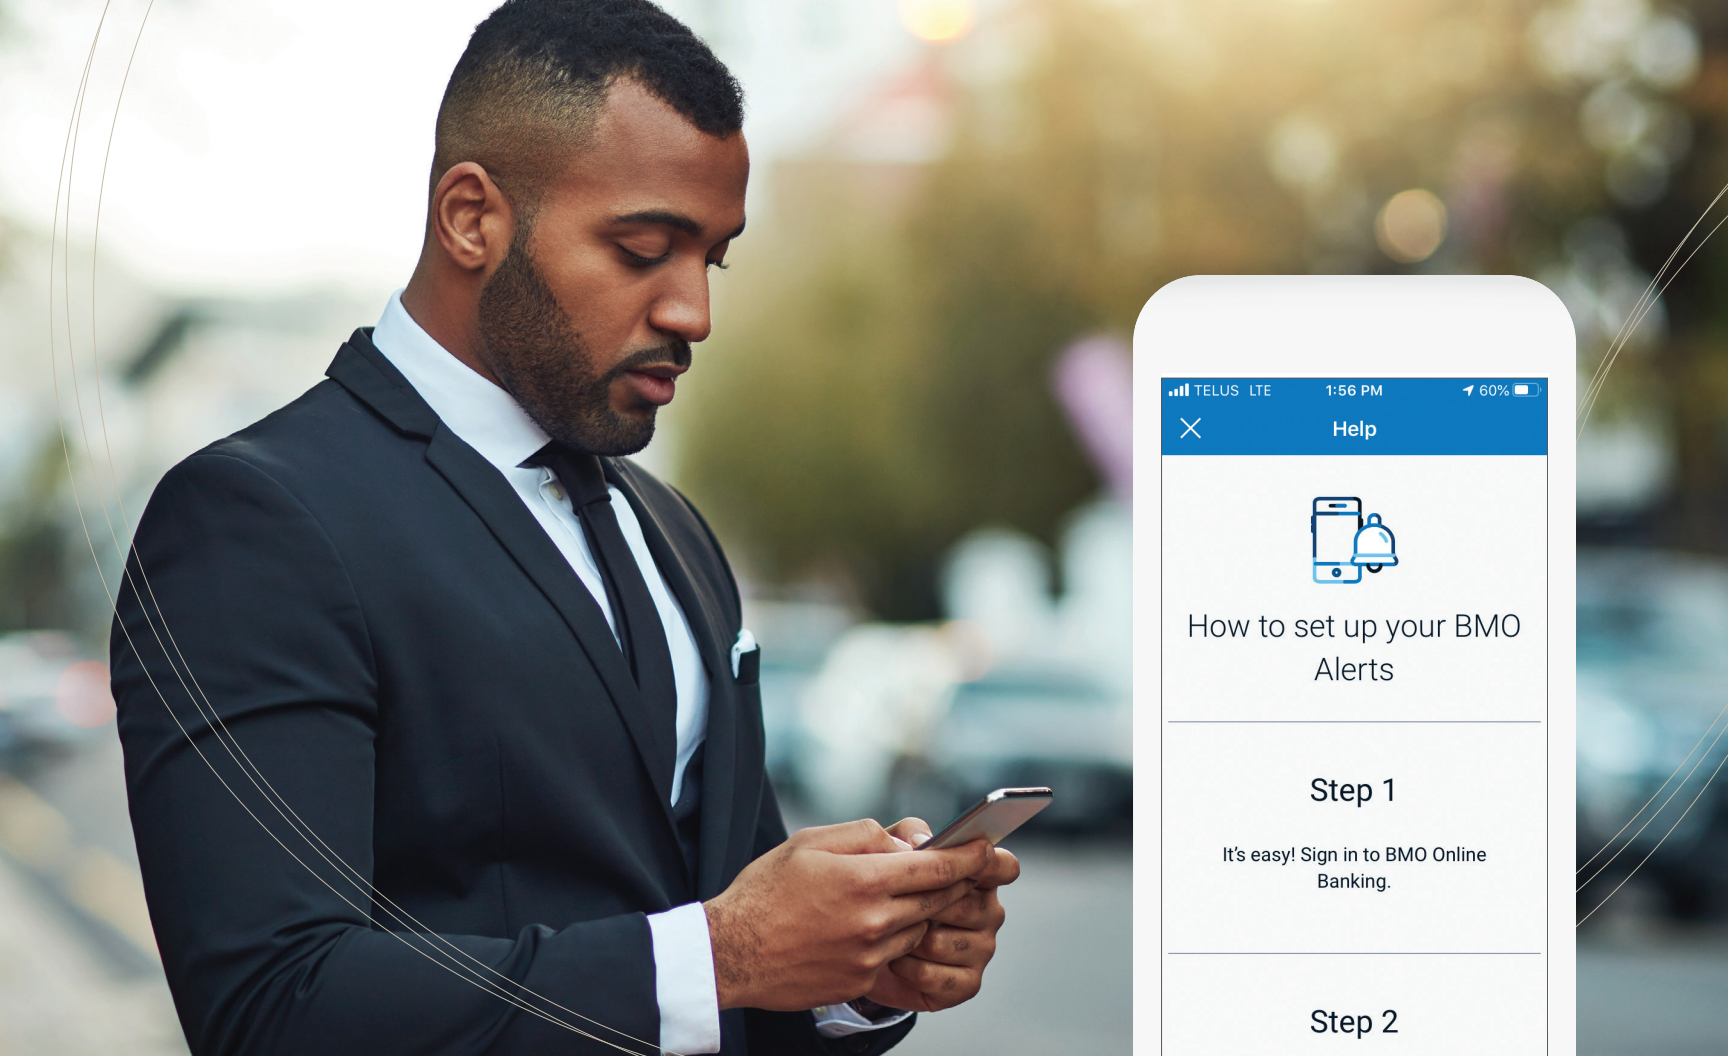 TELUS LTE 1:56 PM 60%
Help
How to set up your BMO
Alerts
Step 1
It's easy! Sign in to BMO Online
Banking.
Step 2